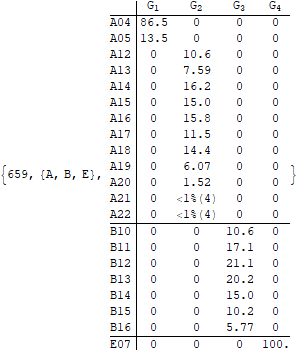 G₁ G₂ G₃ G₄
A04 86.5 0 0 0
A05 13.5 0 0 0
A12 0 10.6 0 0
A13 0 7.59 0 0
A14 0 16.2 0 0
A15 0 15.0 0 0
A16 0 15.8 0 0
A17 0 11.5 0 0
A18 0 14.4 0 0
{659, {A, B, E}, A19 0 6.07 0 0 }
A20 0 1.52 0 0
A21 0 <1%(4) 0 0
A22 0 <1%(4) 0 0
B10 0 0 10.6 0
B11 0 0 17.1 0
B12 0 0 21.1 0
B13 0 0 20.2 0
B14 0 0 15.0 0
B15 0 0 10.2 0
B16 0 0 5.77 0
E07 0 0 0 100.